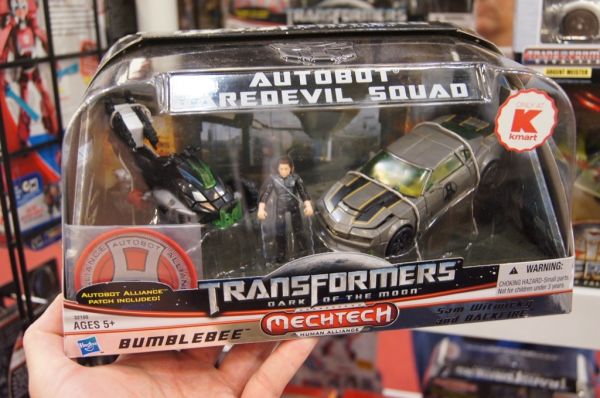 AUTOBOT
DAREDEVIL SQUAD
ONLY AT
K
kmart
AUTOBOT ALLIANCE
AUTOBOT ALLIANCE
PATCH INCLUDED!
TRANSFORMERS
DARK OF THE MOON
MECHTECH
HUMAN ALLIANCE
WARNING:
CHOKING HAZARD-Small parts
Not for children under 3 years.
Sam Witwicky
and BACKFIRE
AGES 5+
Hasbro
BUMBLEBEE